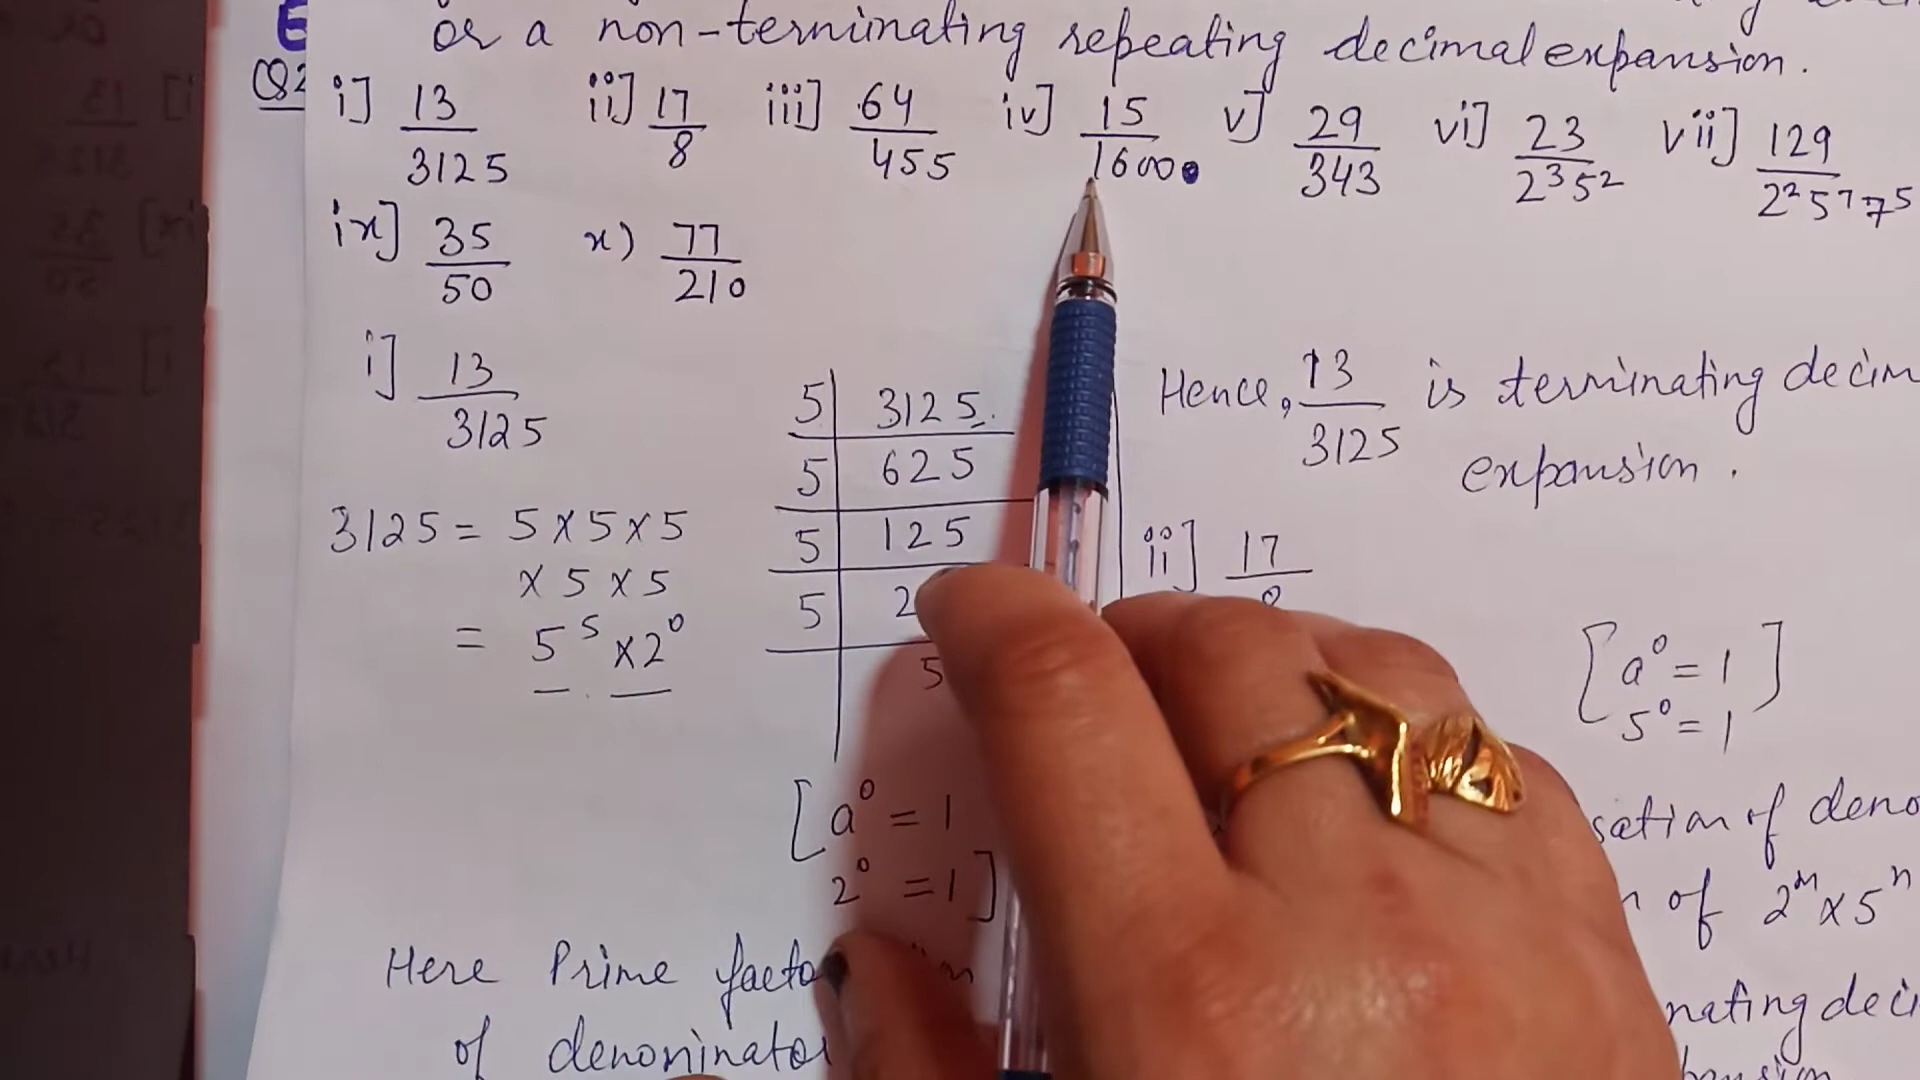 or a non-terminating repeating decimal expansion.
Q2
i] 13/3125 ii] 17/8 iii] 64/455 iv] 15/1600 v] 29/343 vi] 23/2³5² vii] 129/2²5⁷7⁵
ix] 35/50 x) 77/210
i] 13/3125
5 | 3125
5 | 625
5 | 125
5 | 2
5
3125 = 5×5×5
×5×5
= 5⁵×2⁰
[a⁰ = 1
2⁰ = 1]
Here Prime
of denominator
Hence, 13/3125 is terminating decim
expansion.
ii] 17/8
[a⁰ = 1]
5⁰ = 1
sation of deno
of 2ᵐ×5ⁿ
nating deci